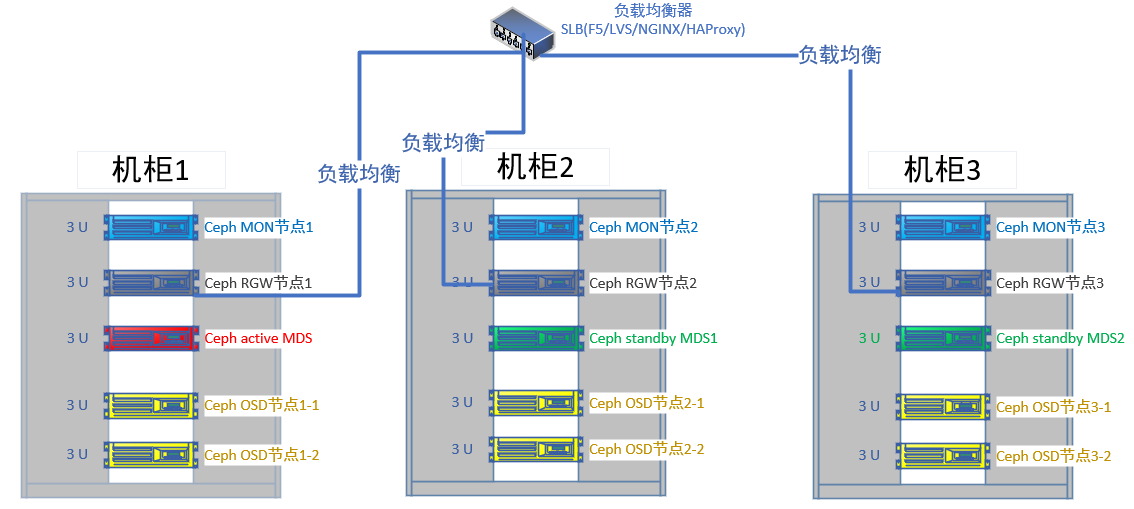 负载均衡器
SLB(F5/LVS/NGINX/HAProxy)
负载均衡
负载均衡
负载均衡
机柜1
3 U
Ceph MON节点1
3 U
Ceph RGW节点1
3 U
Ceph active MDS
3 U
Ceph OSD节点1-1
3 U
Ceph OSD节点1-2
机柜2
3 U
Ceph MON节点2
3 U
Ceph RGW节点2
3 U
Ceph standby MDS1
3 U
Ceph OSD节点2-1
3 U
Ceph OSD节点2-2
机柜3
3 U
Ceph MON节点3
3 U
Ceph RGW节点3
3 U
Ceph standby MDS2
3 U
Ceph OSD节点3-1
3 U
Ceph OSD节点3-2